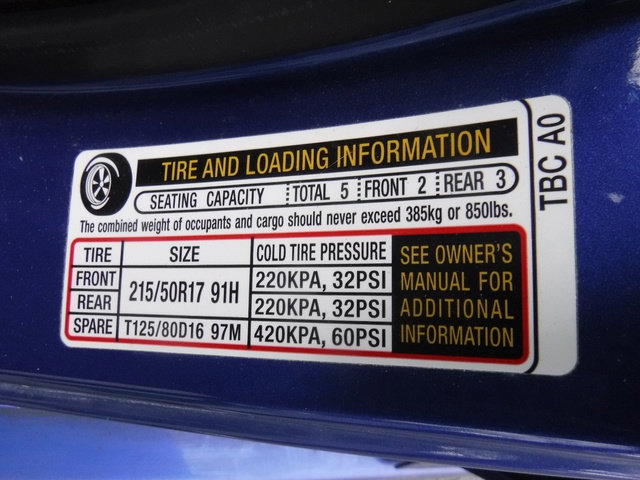 TIRE AND LOADING INFORMATION
SEATING CAPACITY TOTAL 5 FRONT 2 REAR 3
The combined weight of occupants and cargo should never exceed 385kg or 850lbs.
TIRE SIZE COLD TIRE PRESSURE
FRONT 215/50R17 91H 220KPA, 32PSI
REAR 220KPA, 32PSI
SPARE T125/80D16 97M 420KPA, 60PSI
SEE OWNER'S
MANUAL FOR
ADDITIONAL
INFORMATION
TBC A0